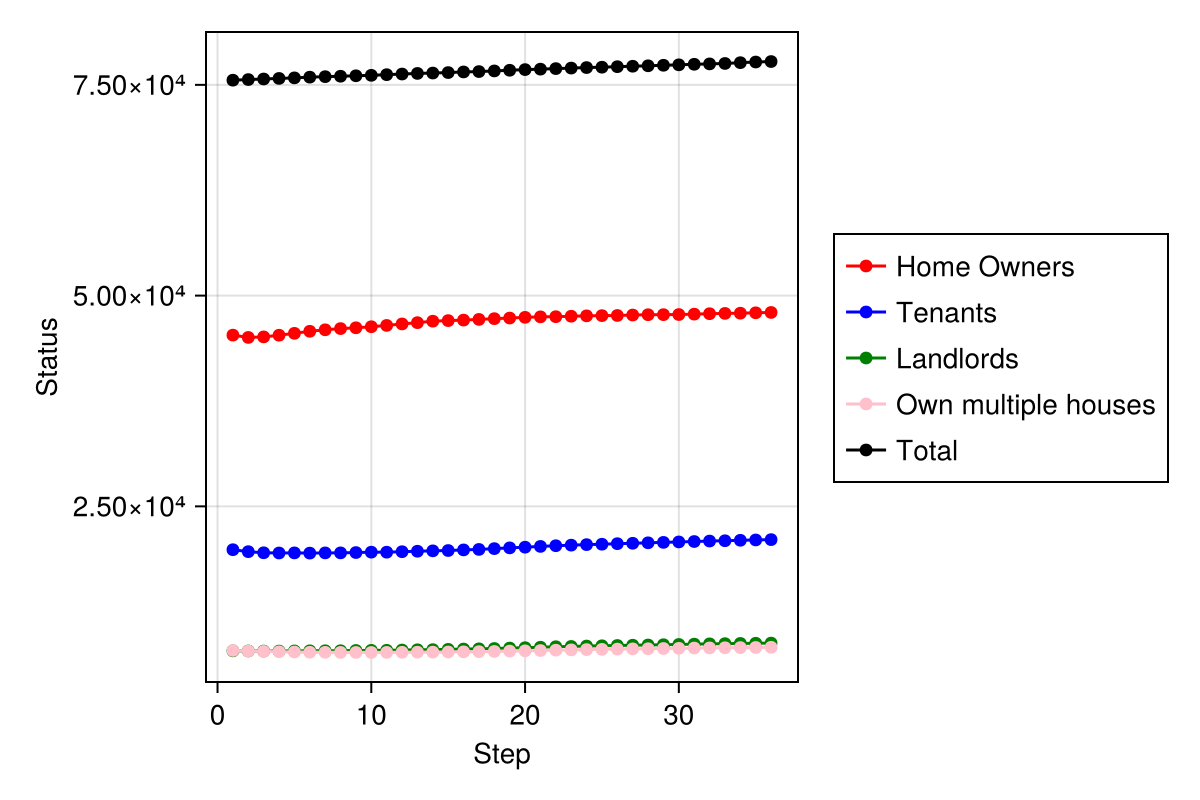 7.50×10⁴
5.00×10⁴
2.50×10⁴
Status
0 10 20 30
Step
Home Owners
Tenants
Landlords
Own multiple houses
Total